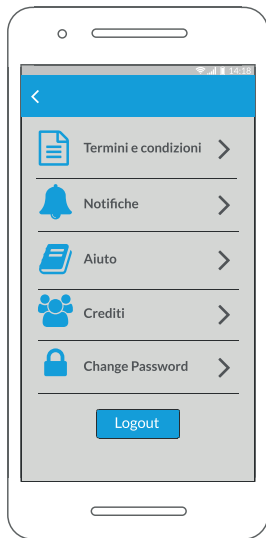 14:18
Termini e condizioni
Notifiche
Aiuto
Crediti
Change Password
Logout